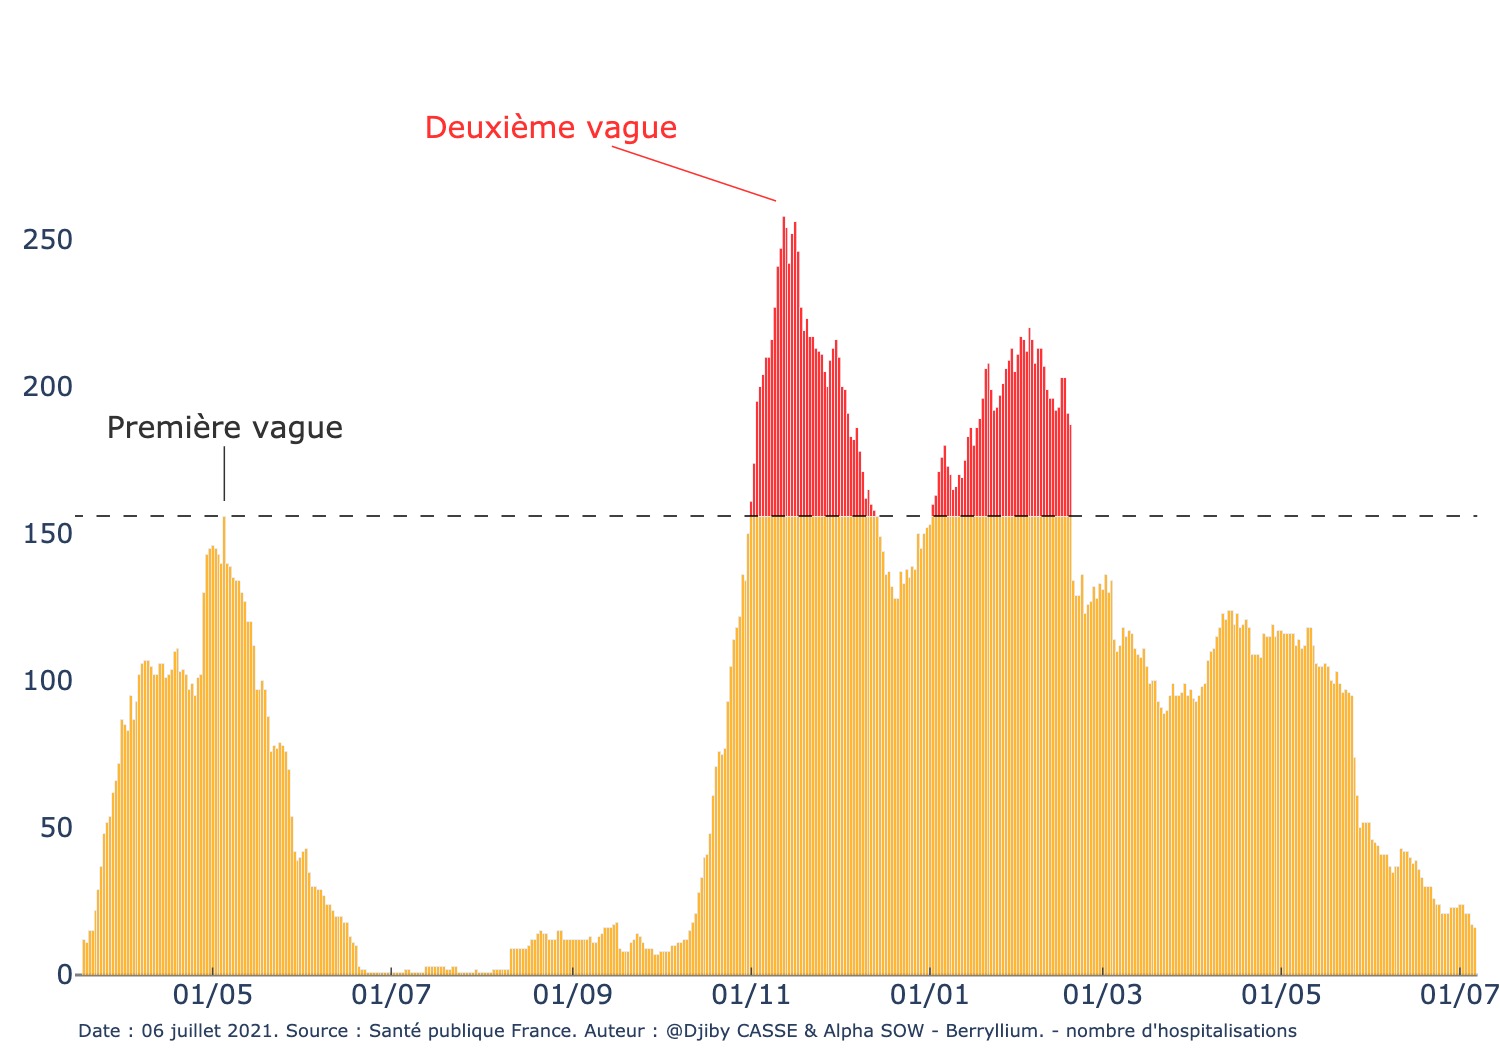 Deuxième vague
250
200
Première vague
150
100
50
0
01/05 01/07 01/09 01/11 01/01 01/03 01/05 01/07
Date : 06 juillet 2021. Source : Santé publique France. Auteur : @Djiby CASSE & Alpha SOW - Berryllium. - nombre d'hospitalisations